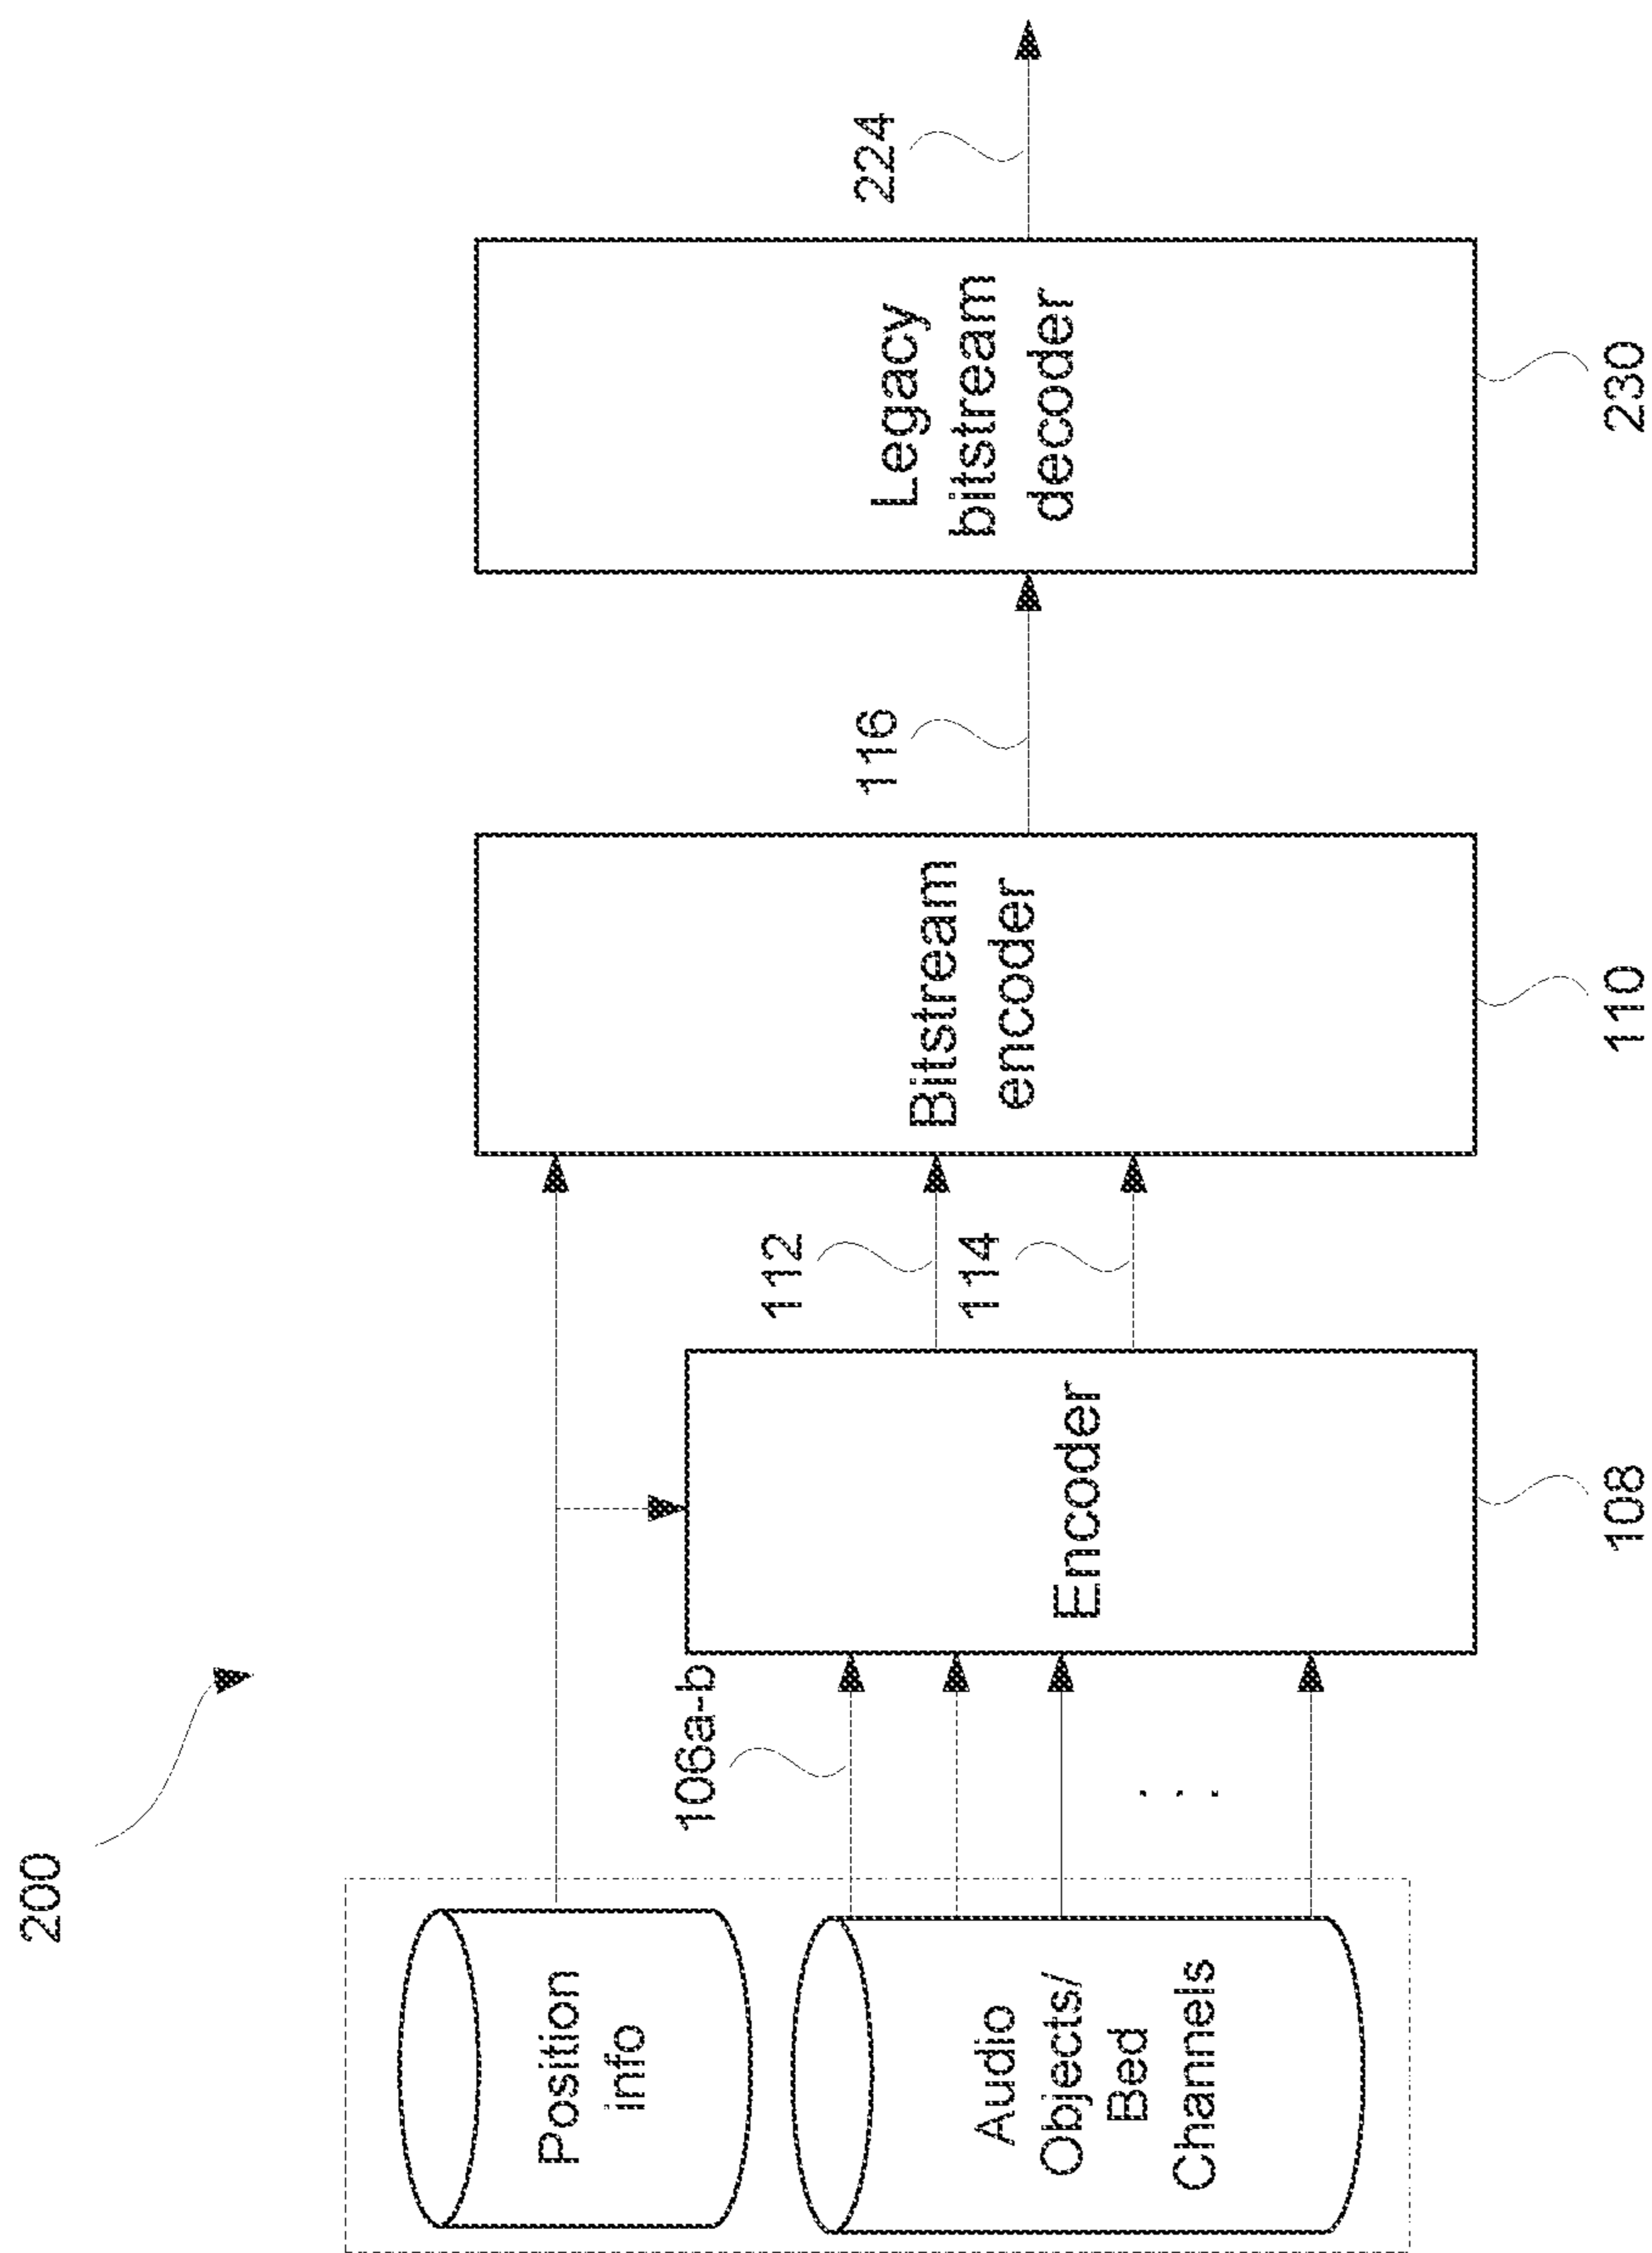 200
Position
info
Audio
Objects/
Bed
Channels
106a-b
Encoder
108
112
114
Bitstream
encoder
110
116
Legacy
bitstream
decoder
230
224